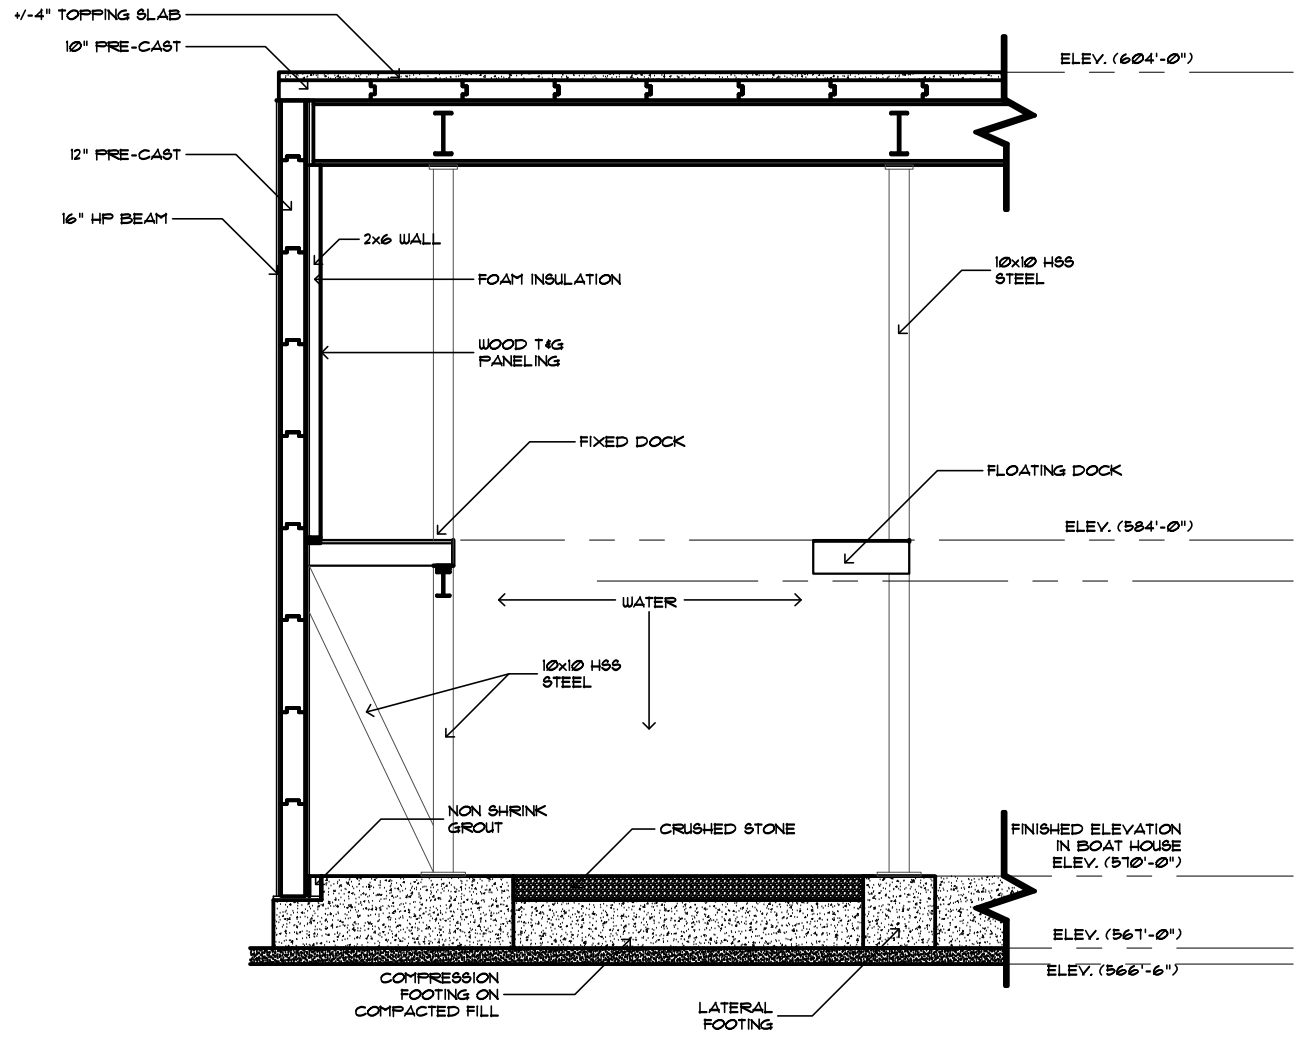 +/-4" TOPPING SLAB
10" PRE-CAST
ELEV. (604'-0")
12" PRE-CAST
16" HP BEAM
2x6 WALL
FOAM INSULATION
10x10 HSS
STEEL
WOOD T&G
PANELING
FIXED DOCK
FLOATING DOCK
ELEV. (584'-0")
WATER
10x10 HSS
STEEL
NON SHRINK
GROUT
CRUSHED STONE
FINISHED ELEVATION
IN BOAT HOUSE
ELEV. (570'-0")
ELEV. (567'-0")
ELEV. (566'-6")
COMPRESSION
FOOTING ON
COMPACTED FILL
LATERAL
FOOTING